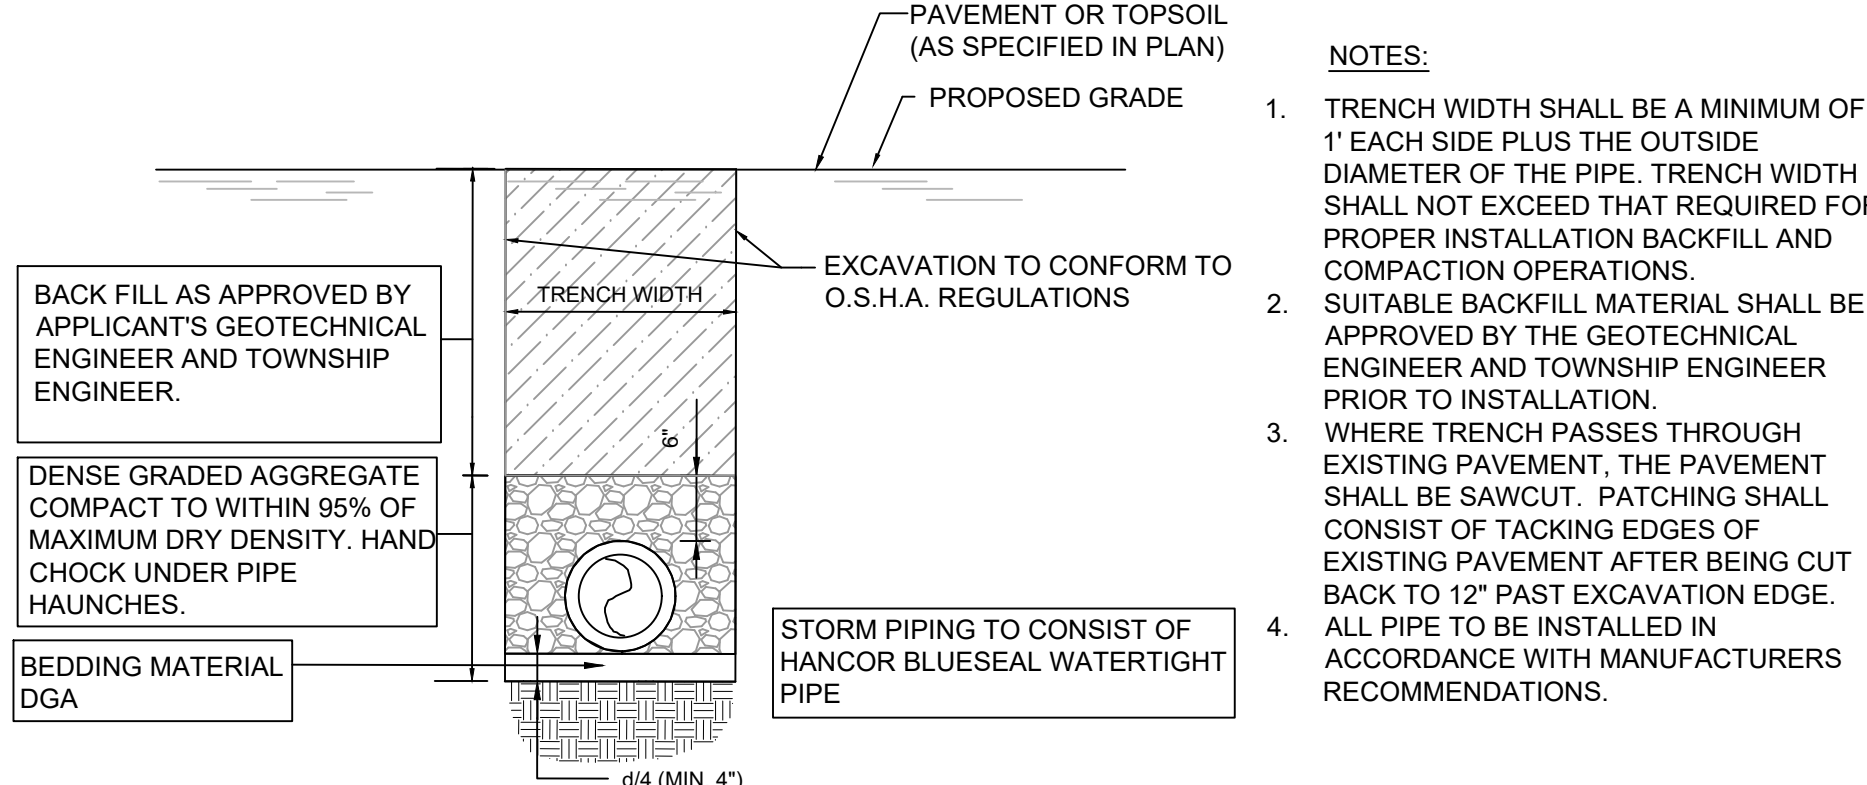 PAVEMENT OR TOPSOIL
(AS SPECIFIED IN PLAN)
PROPOSED GRADE
EXCAVATION TO CONFORM TO
O.S.H.A. REGULATIONS
TRENCH WIDTH
BACK FILL AS APPROVED BY
APPLICANT'S GEOTECHNICAL
ENGINEER AND TOWNSHIP
ENGINEER.
6"
DENSE GRADED AGGREGATE
COMPACT TO WITHIN 95% OF
MAXIMUM DRY DENSITY. HAND
CHOCK UNDER PIPE
HAUNCHES.
BEDDING MATERIAL
DGA
STORM PIPING TO CONSIST OF
HANCOR BLUESEAL WATERTIGHT
PIPE
d/4 (MIN. 4")
NOTES:
1. TRENCH WIDTH SHALL BE A MINIMUM OF
1' EACH SIDE PLUS THE OUTSIDE
DIAMETER OF THE PIPE. TRENCH WIDTH
SHALL NOT EXCEED THAT REQUIRED FOR
PROPER INSTALLATION BACKFILL AND
COMPACTION OPERATIONS.
2. SUITABLE BACKFILL MATERIAL SHALL BE
APPROVED BY THE GEOTECHNICAL
ENGINEER AND TOWNSHIP ENGINEER
PRIOR TO INSTALLATION.
3. WHERE TRENCH PASSES THROUGH
EXISTING PAVEMENT, THE PAVEMENT
SHALL BE SAWCUT. PATCHING SHALL
CONSIST OF TACKING EDGES OF
EXISTING PAVEMENT AFTER BEING CUT
BACK TO 12" PAST EXCAVATION EDGE.
4. ALL PIPE TO BE INSTALLED IN
ACCORDANCE WITH MANUFACTURERS
RECOMMENDATIONS.